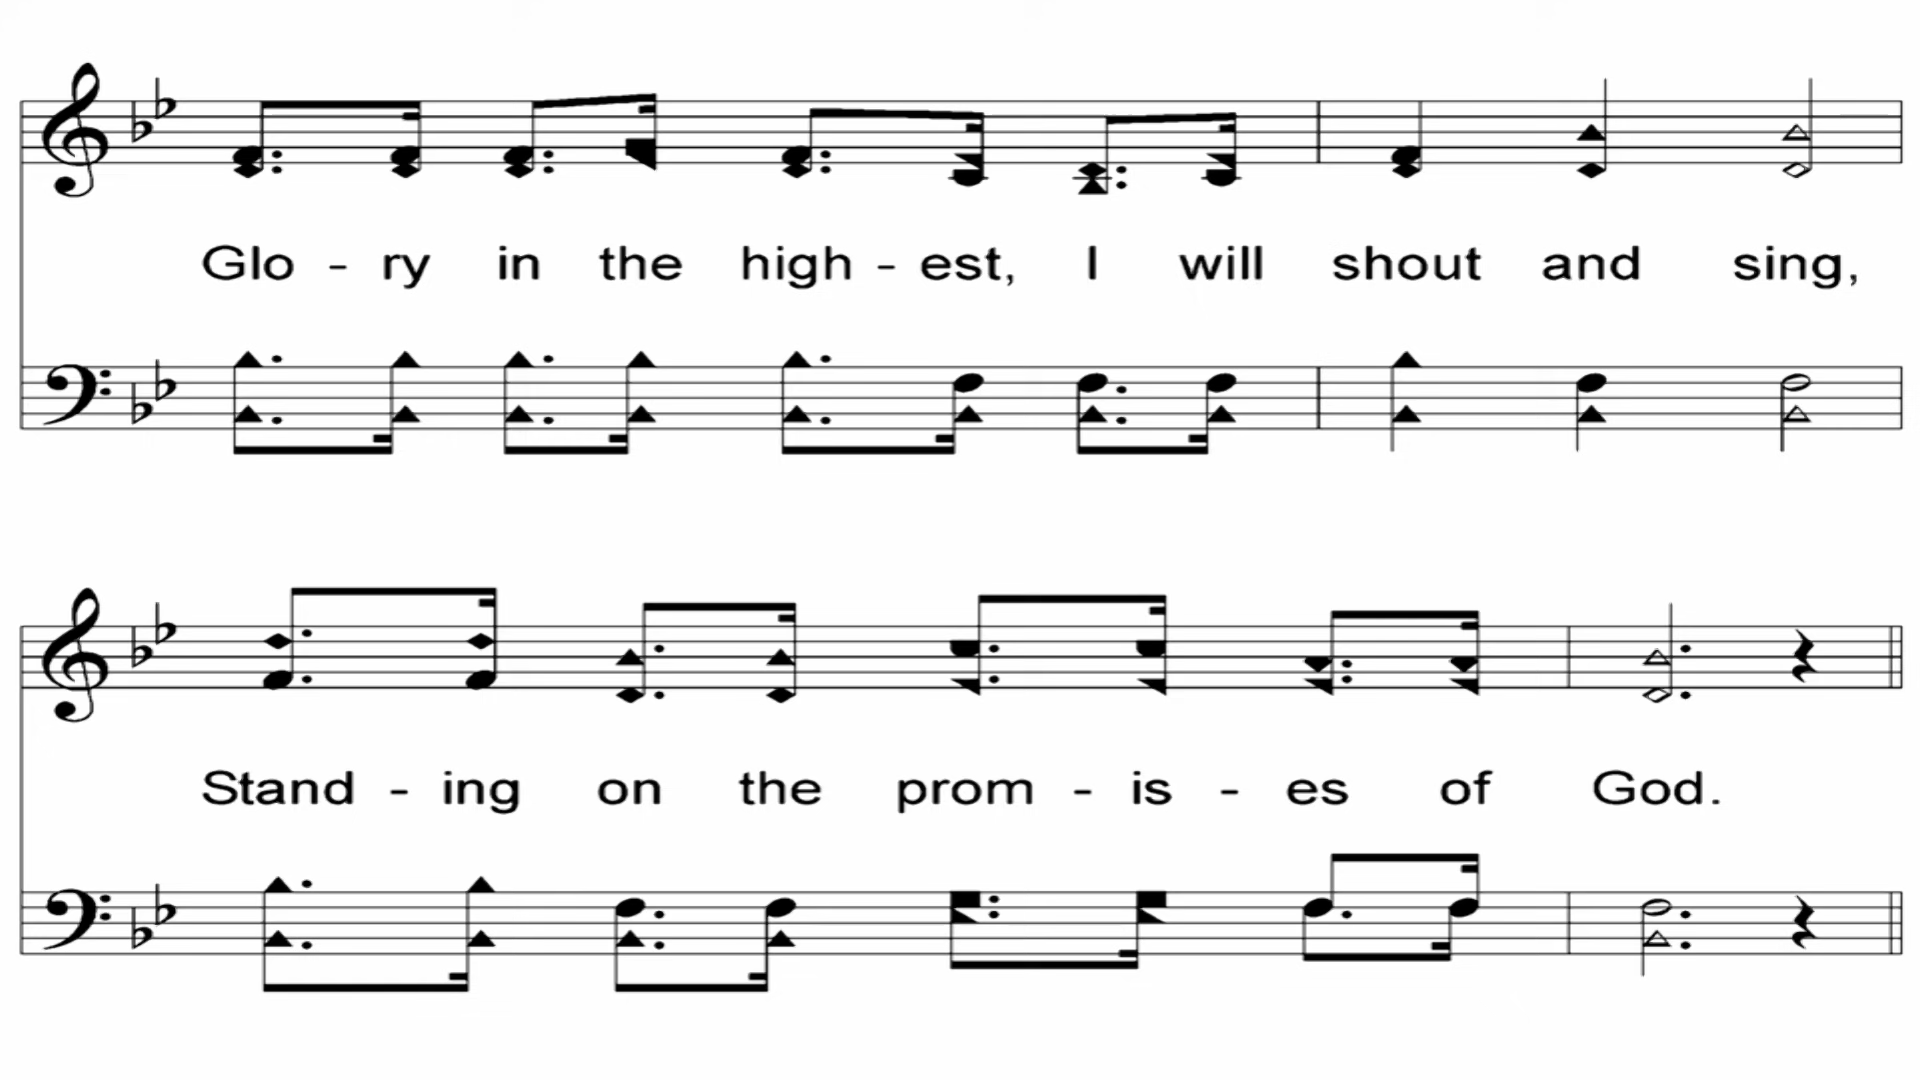 Glo - ry in the high - est, I will shout and sing,
Stand - ing on the prom - is - es of God.